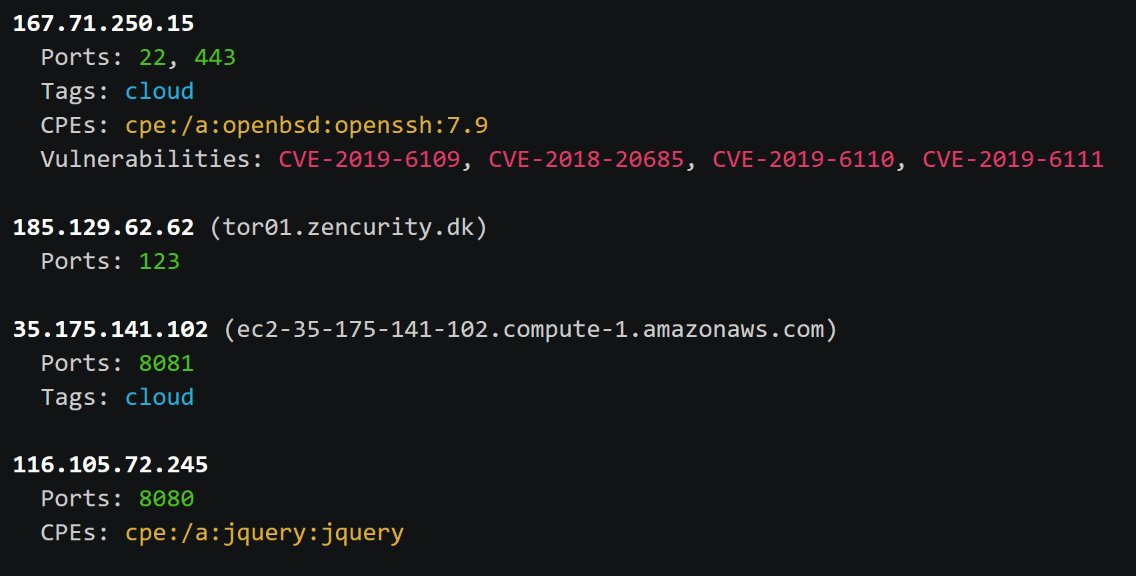 167.71.250.15
Ports: 22, 443
Tags: cloud
CPEs: cpe:/a:openbsd:openssh:7.9
Vulnerabilities: CVE-2019-6109, CVE-2018-20685, CVE-2019-6110, CVE-2019-6111
185.129.62.62 (tor01.zencurity.dk)
Ports: 123
35.175.141.102 (ec2-35-175-141-102.compute-1.amazonaws.com)
Ports: 8081
Tags: cloud
116.105.72.245
Ports: 8080
CPEs: cpe:/a:jquery:jquery